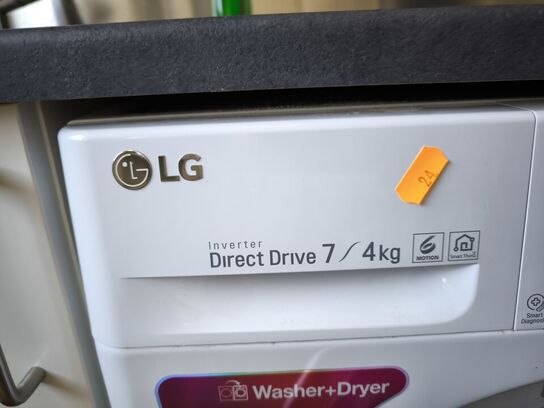 LG
24
Inverter
Direct Drive 7/4kg
6 MOTION
Smart ThinQ
Smart
Diagnosis
Washer+Dryer